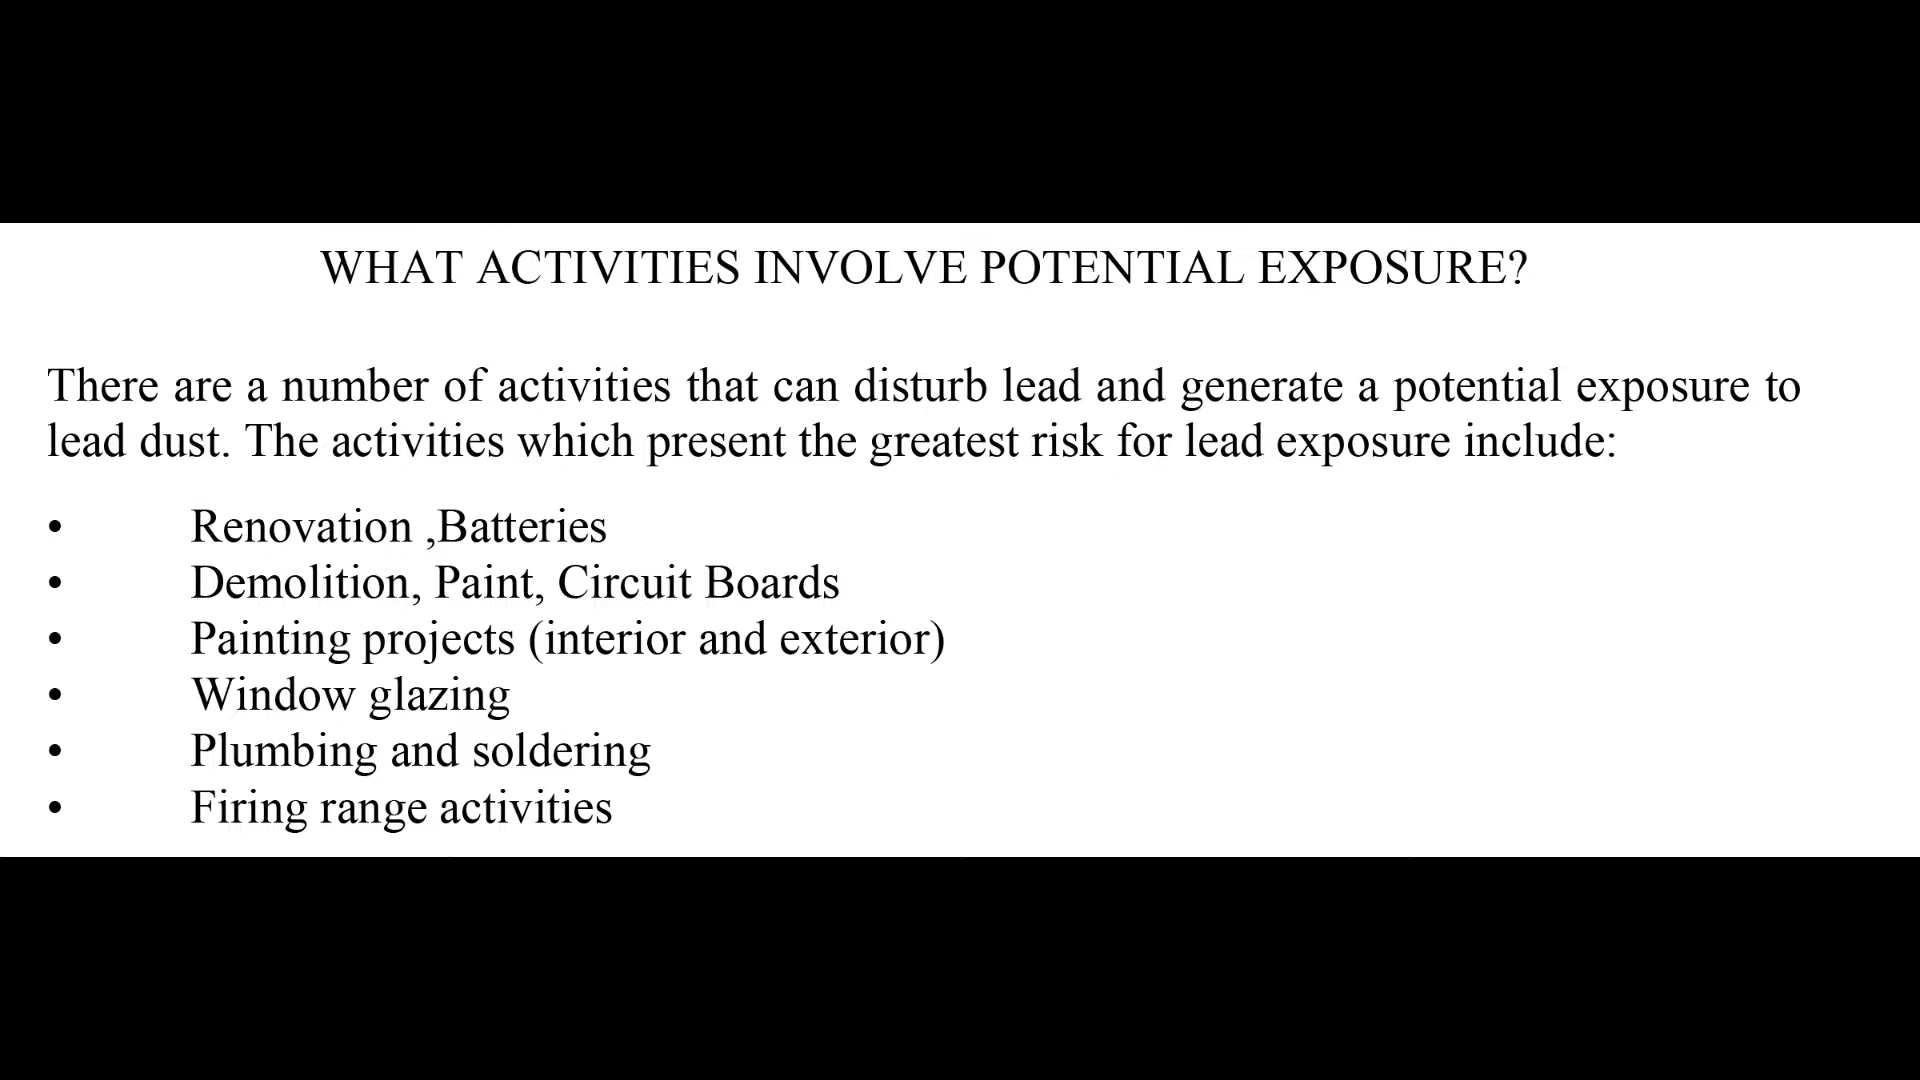 WHAT ACTIVITIES INVOLVE POTENTIAL EXPOSURE?
There are a number of activities that can disturb lead and generate a potential exposure to
lead dust. The activities which present the greatest risk for lead exposure include:
• Renovation ,Batteries
• Demolition, Paint, Circuit Boards
• Painting projects (interior and exterior)
• Window glazing
• Plumbing and soldering
• Firing range activities